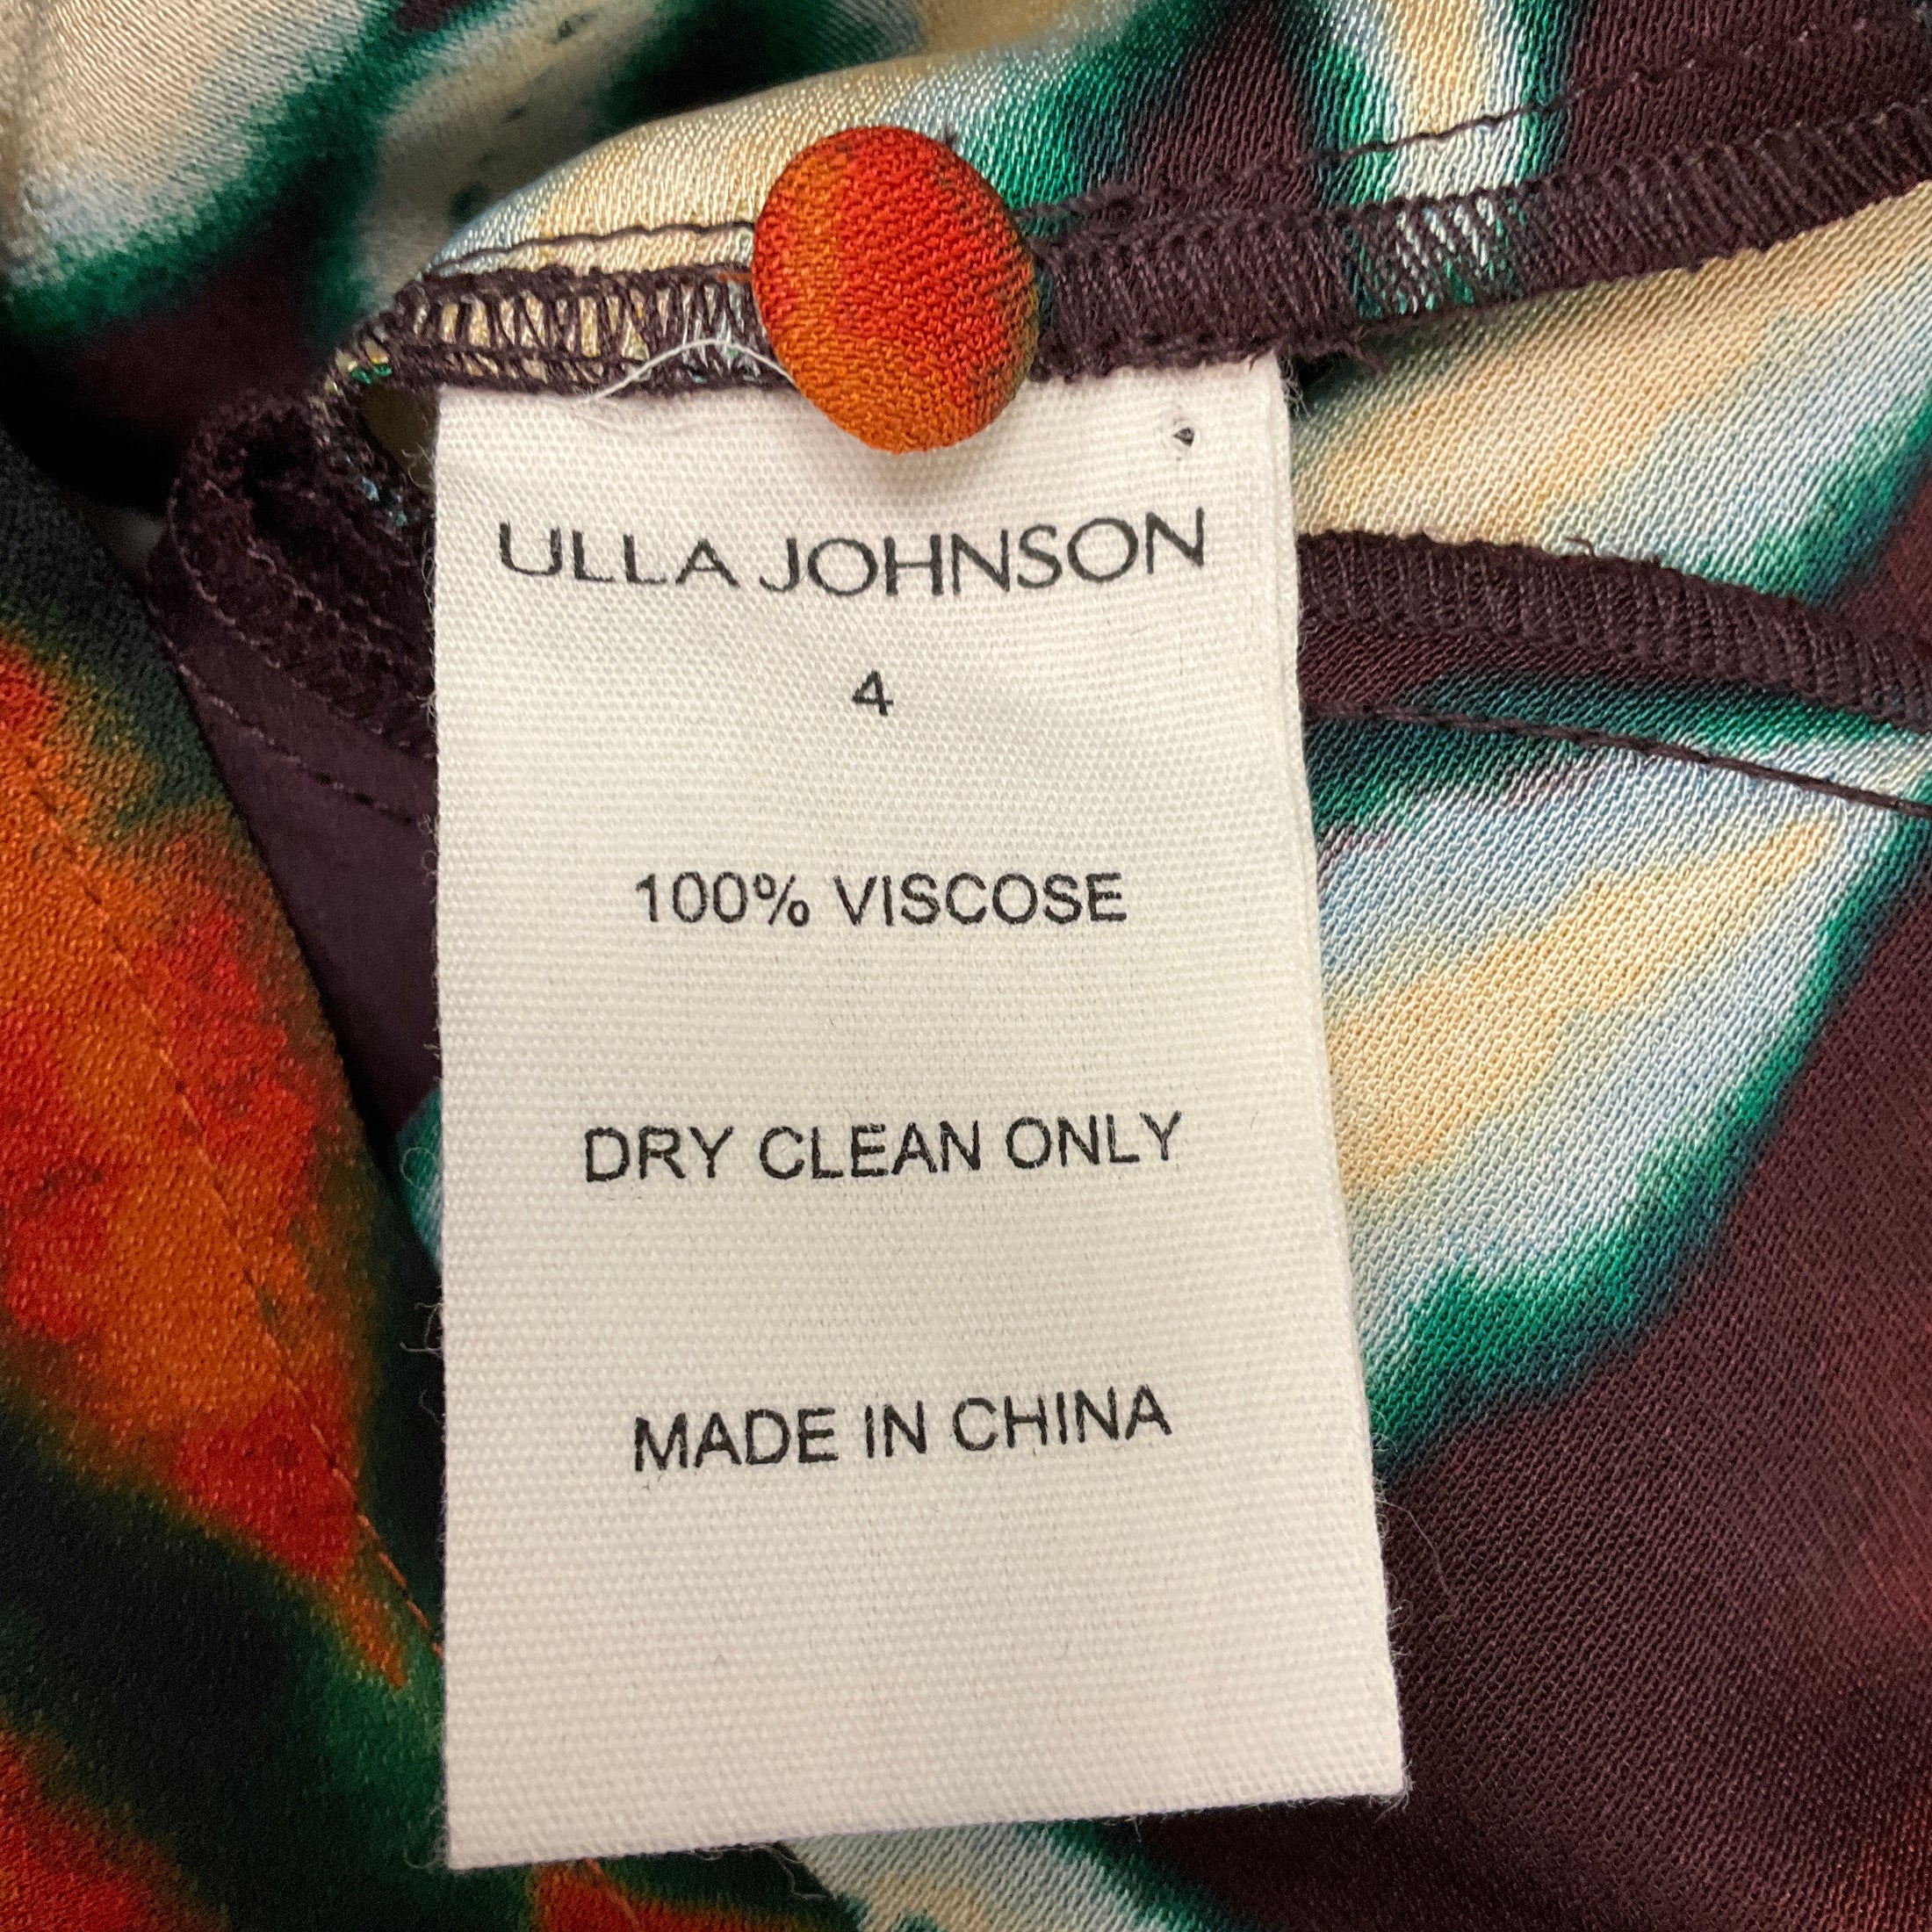 ULLA JOHNSON
4
100% VISCOSE
DRY CLEAN ONLY
MADE IN CHINA